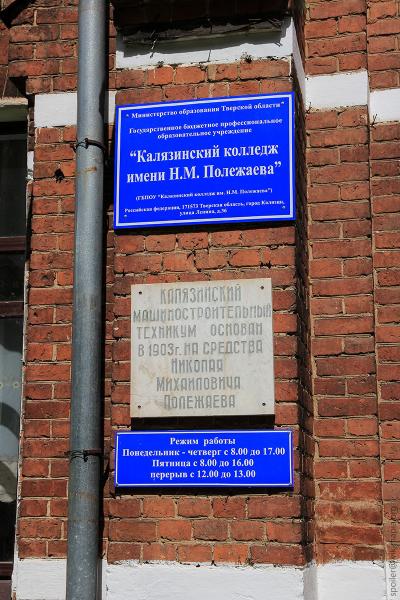 “Министерство образования Тверской области”
Государственное бюджетное профессиональное
образовательное учреждение
“Калязинский колледж
имени Н.М. Полежаева”
(ГБПОУ “Калязинский колледж им. Н.М. Полежаева”)
Российская федерация, 171573 Тверская область, город Калязин,
улица Ленина, д.36
КАЛЯЗИНСКИЙ
МАШИНОСТРОИТЕЛЬНЫЙ
ТЕХНИКУМ ОСНОВАН
В 1903 г. НА СРЕДСТВА
НИКОЛАЯ
МИХАЙЛОВИЧА
ПОЛЕЖАЕВА
Режим работы
Понедельник - четверг с 8.00 до 17.00
Пятница с 8.00 до 16.00
перерыв с 12.00 до 13.00